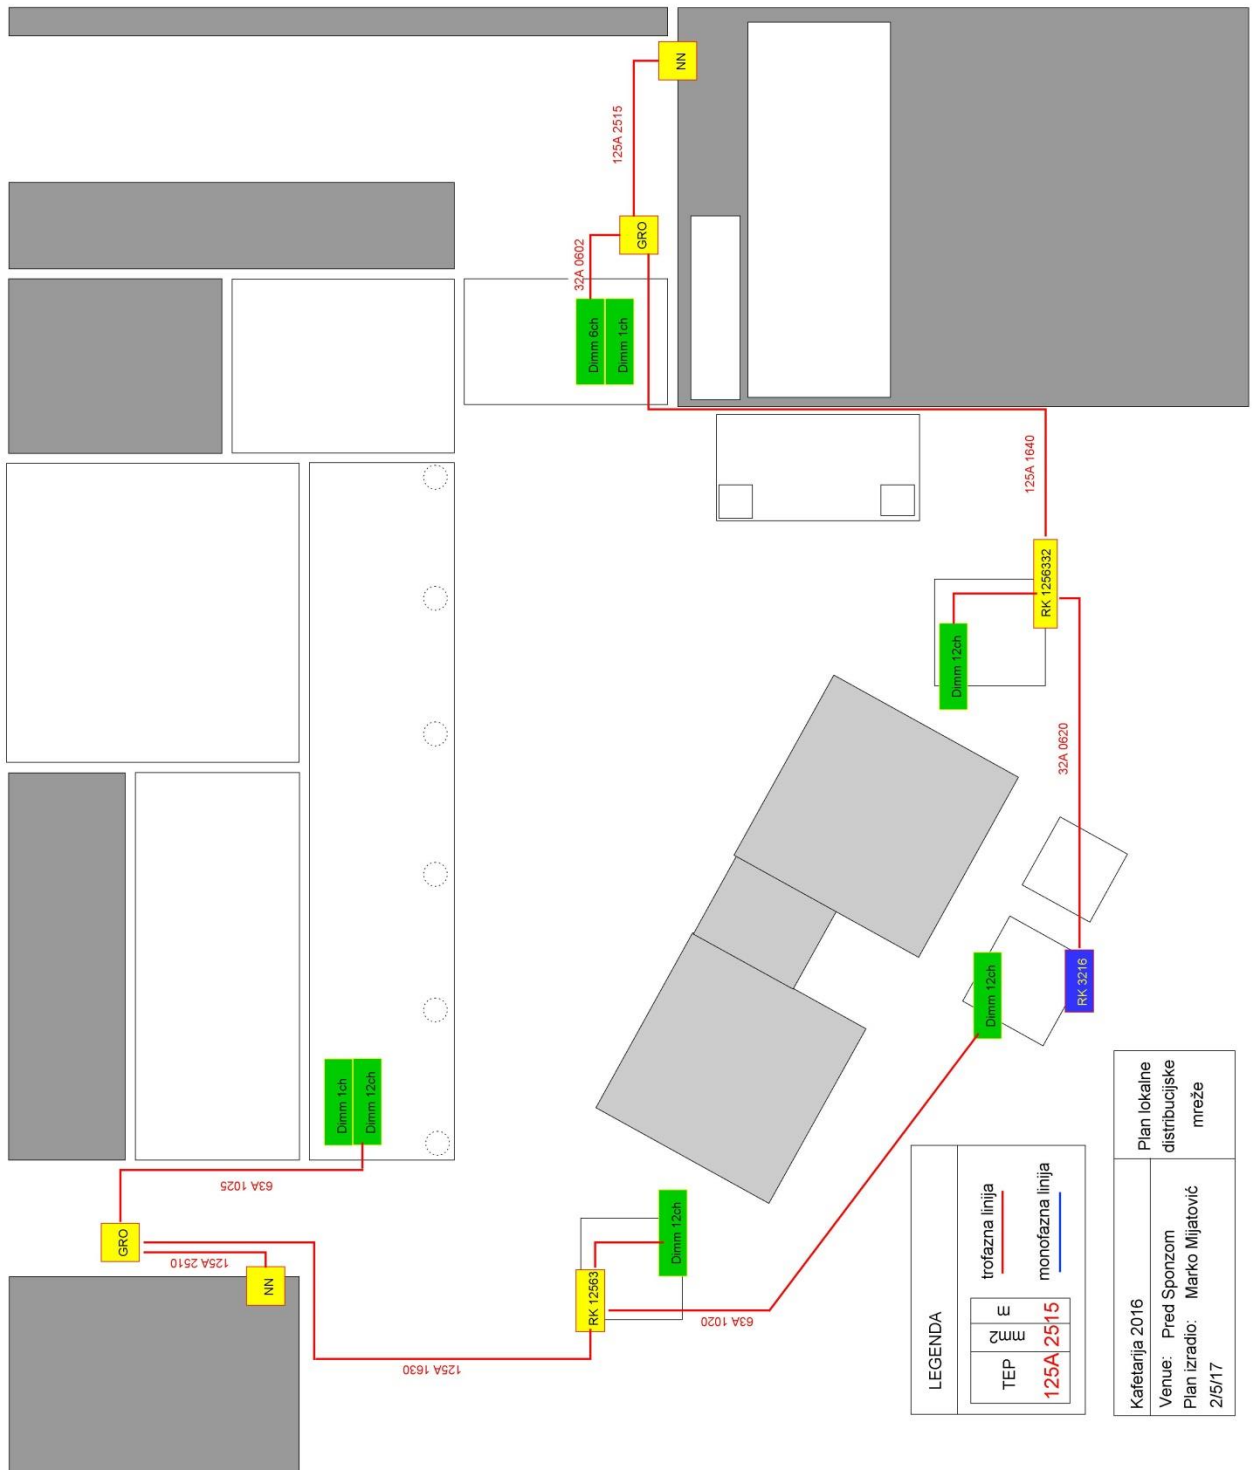 NN
125A 2515
GRO
32A 0602
Dimm 6ch
Dimm 1ch
125A 1640
RK 1256332
Dimm 12ch
32A 0620
RK 3216
Dimm 12ch
Dimm 1ch
Dimm 12ch
63A 1025
GRO
125A 2510
NN
125A 1630
RK 12563
Dimm 12ch
63A 1020
LEGENDA
TEP mm2 m
125A 2515
trofazna linija
monofazna linija
Kafetarija 2016
Venue: Pred Sponzom
Plan izradio: Marko Mijatović
2/5/17
Plan lokalne
distribucijske
mreže